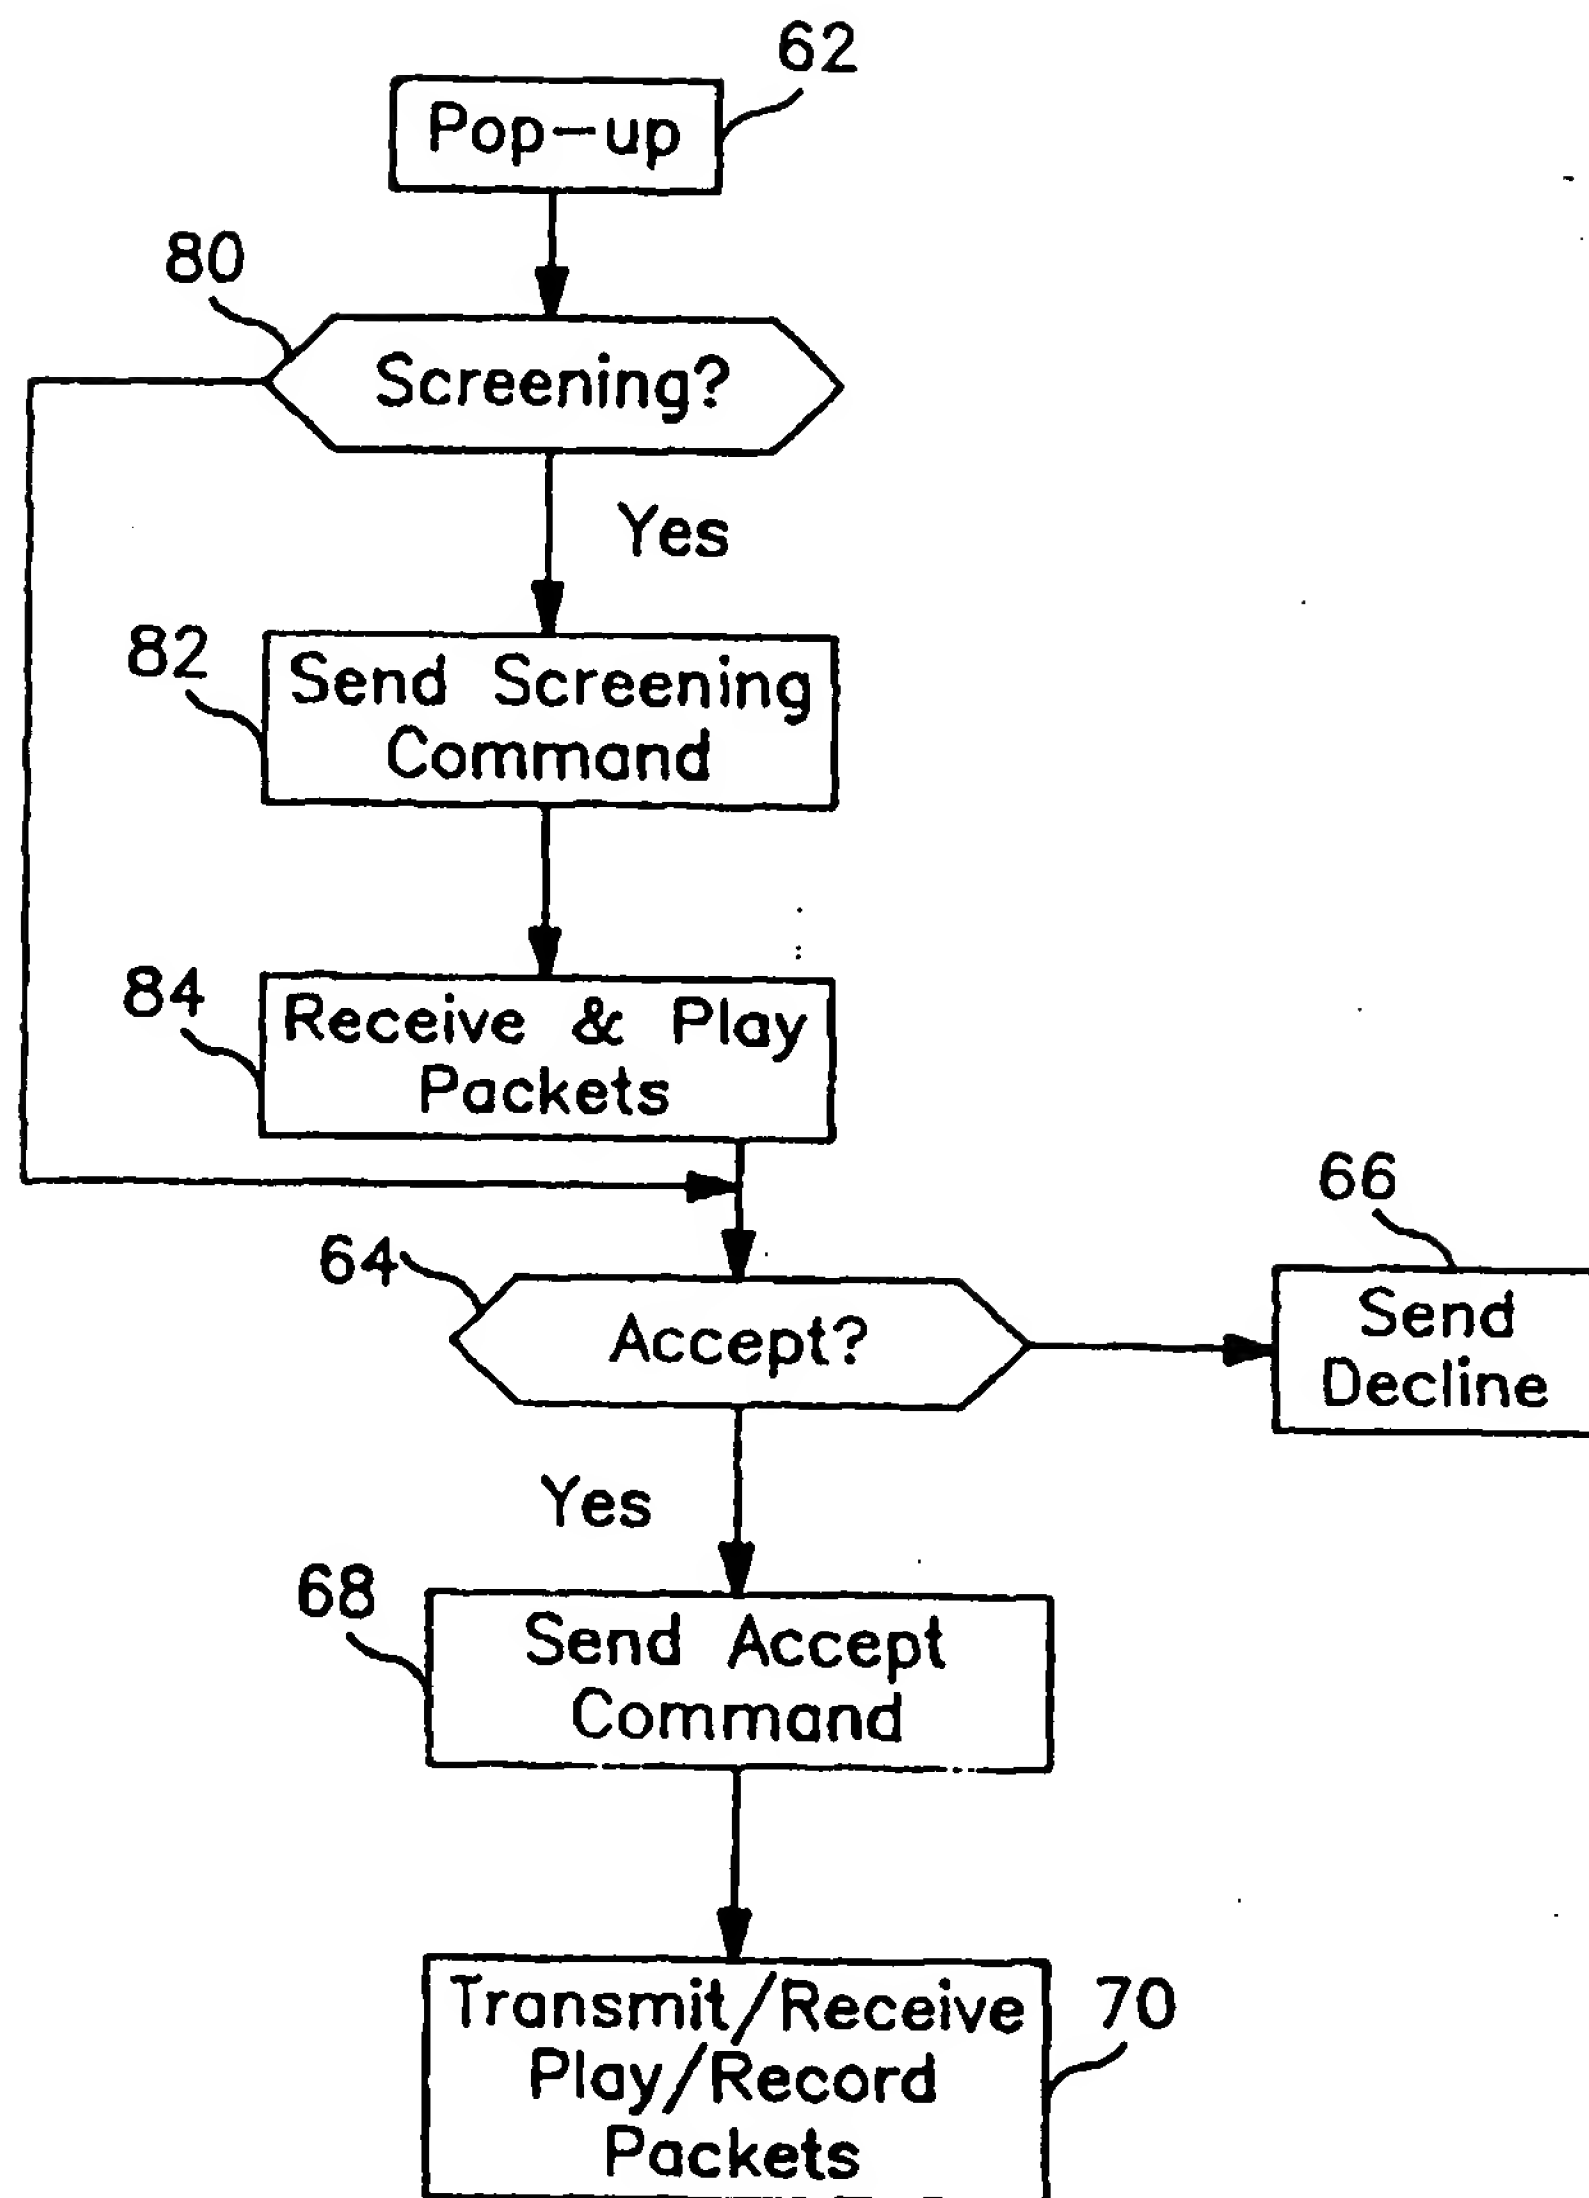 62
Pop-up
80
Screening?
Yes
82
Send Screening
Command
84
Receive & Play
Packets
66
64
Accept?
Send
Decline
Yes
68
Send Accept
Command
70
Transmit/Receive
Play/Record
Packets